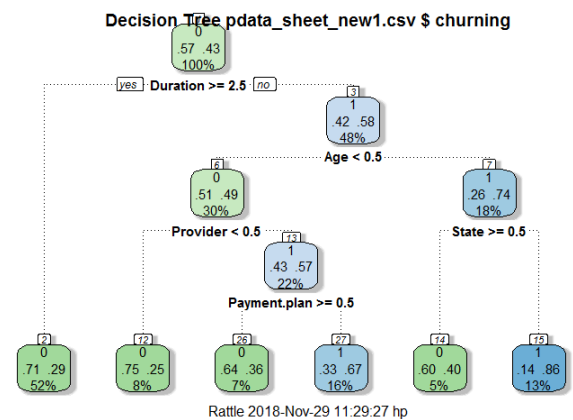 Decision Tree pdata_sheet_new1.csv $ churning
0
.57 .43
100%
yes Duration >= 2.5 no
3
1
.42 .58
48%
Age < 0.5
6 7
0 1
.51 .49 .26 .74
30% 18%
Provider < 0.5 State >= 0.5
13
1
.43 .57
22%
Payment.plan >= 0.5
2 12 26 27 14 15
0 0 0 1 0 1
.71 .29 .75 .25 .64 .36 .33 .67 .60 .40 .14 .86
52% 8% 7% 16% 5% 13%
Rattle 2018-Nov-29 11:29:27 hp